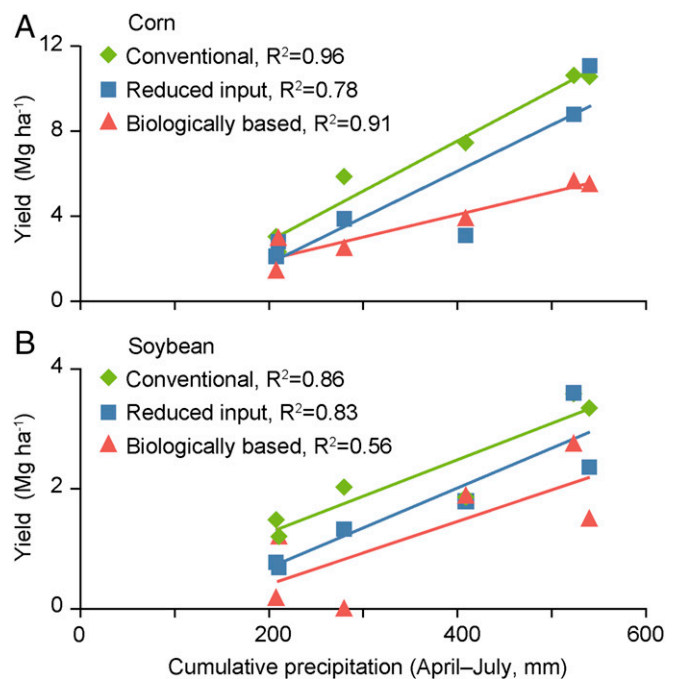 A
Corn
12
Conventional, R²=0.96
Reduced input, R²=0.78
8
Biologically based, R²=0.91
4
0
Yield (Mg ha⁻¹)
B
Soybean
4
Conventional, R²=0.86
Reduced input, R²=0.83
Biologically based, R²=0.56
2
0
Yield (Mg ha⁻¹)
0 200 400 600
Cumulative precipitation (April–July, mm)